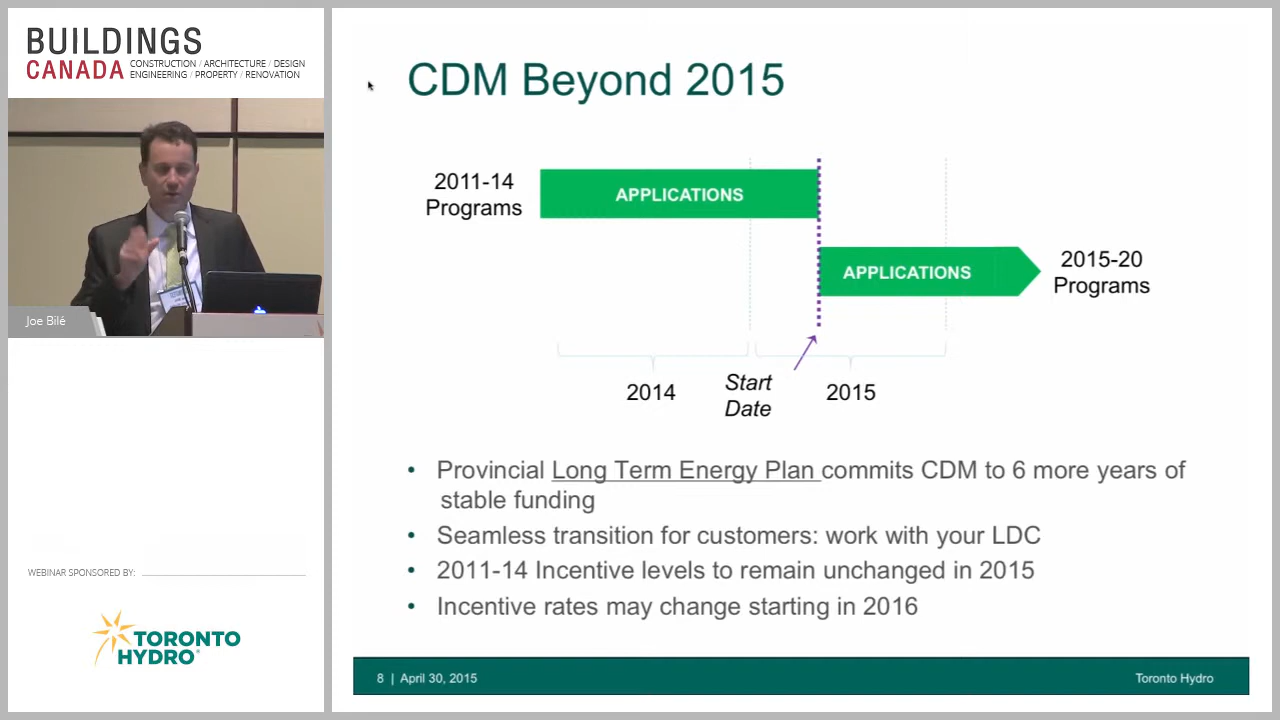 BUILDINGS
CANADA CONSTRUCTION / ARCHITECTURE / DESIGN
ENGINEERING / PROPERTY / RENOVATION
Joe Bilé
WEBINAR SPONSORED BY:
TORONTO
HYDRO®
CDM Beyond 2015
2011-14
Programs
APPLICATIONS
APPLICATIONS
2015-20
Programs
2014
Start
Date
2015
• Provincial Long Term Energy Plan commits CDM to 6 more years of
stable funding
• Seamless transition for customers: work with your LDC
• 2011-14 Incentive levels to remain unchanged in 2015
• Incentive rates may change starting in 2016
8 | April 30, 2015
Toronto Hydro